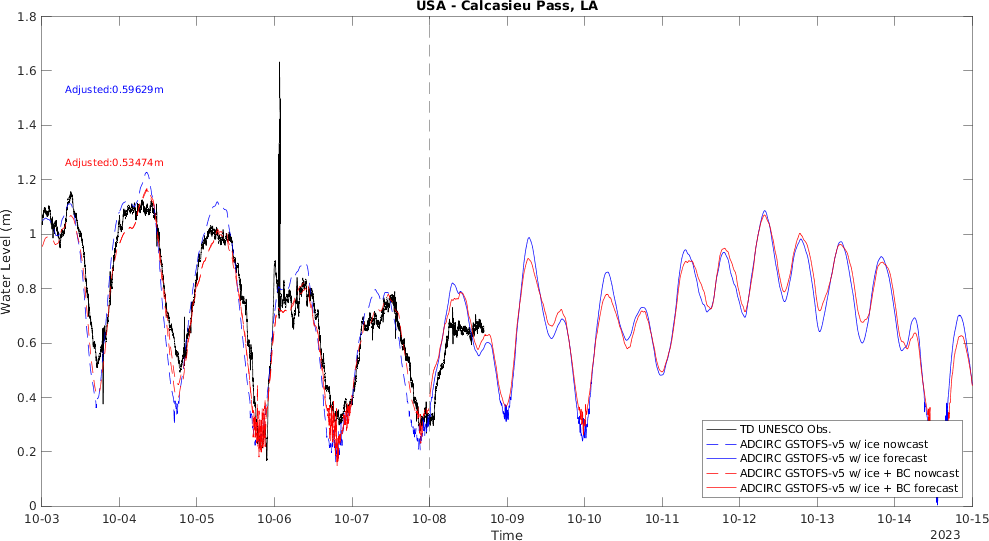 USA - Calcasieu Pass, LA
1.8
1.6
1.4
1.2
1
0.8
0.6
0.4
0.2
0
Water Level (m)
Adjusted:0.59629m
Adjusted:0.53474m
TD UNESCO Obs.
ADCIRC GSTOFS-v5 w/ ice nowcast
ADCIRC GSTOFS-v5 w/ ice forecast
ADCIRC GSTOFS-v5 w/ ice + BC nowcast
ADCIRC GSTOFS-v5 w/ ice + BC forecast
10-03 10-04 10-05 10-06 10-07 10-08 10-09 10-10 10-11 10-12 10-13 10-14 10-15
Time
2023